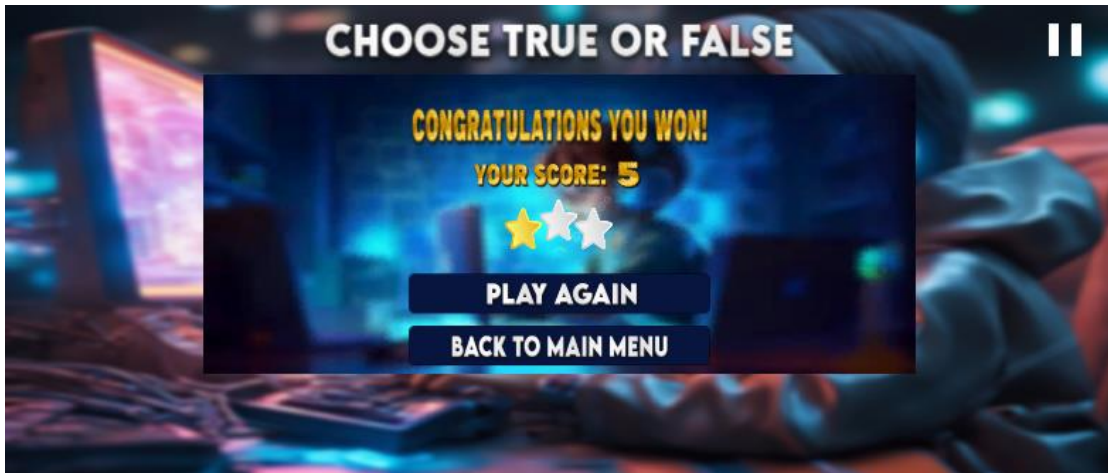 CHOOSE TRUE OR FALSE
CONGRATULATIONS YOU WON!
YOUR SCORE: 5
PLAY AGAIN
BACK TO MAIN MENU